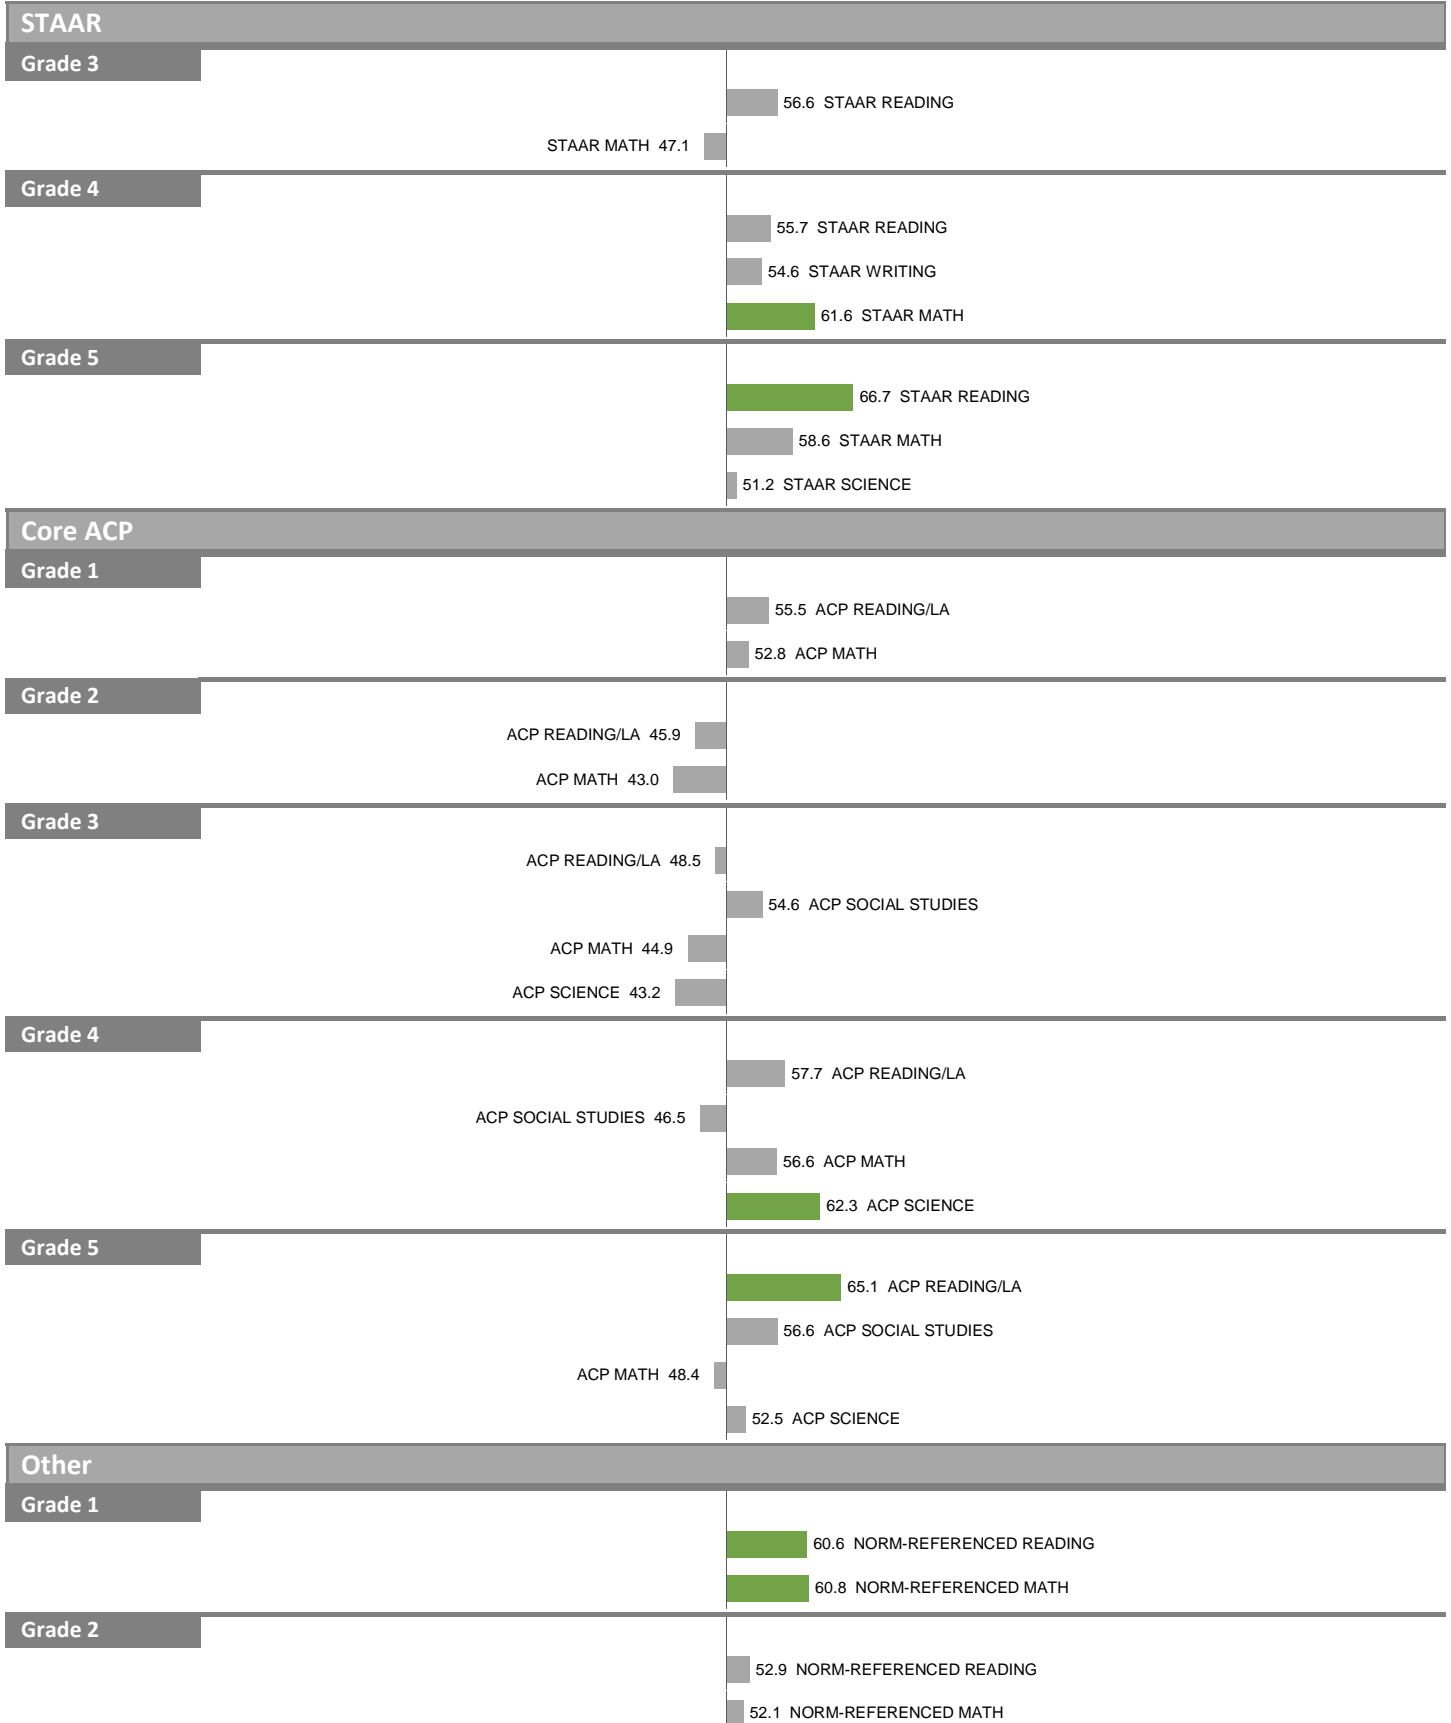 STAAR
Grade 3
56.6 STAAR READING
STAAR MATH 47.1
Grade 4
55.7 STAAR READING
54.6 STAAR WRITING
61.6 STAAR MATH
Grade 5
66.7 STAAR READING
58.6 STAAR MATH
51.2 STAAR SCIENCE
Core ACP
Grade 1
55.5 ACP READING/LA
52.8 ACP MATH
Grade 2
ACP READING/LA 45.9
ACP MATH 43.0
Grade 3
ACP READING/LA 48.5
54.6 ACP SOCIAL STUDIES
ACP MATH 44.9
ACP SCIENCE 43.2
Grade 4
57.7 ACP READING/LA
ACP SOCIAL STUDIES 46.5
56.6 ACP MATH
62.3 ACP SCIENCE
Grade 5
65.1 ACP READING/LA
56.6 ACP SOCIAL STUDIES
ACP MATH 48.4
52.5 ACP SCIENCE
Other
Grade 1
60.6 NORM-REFERENCED READING
60.8 NORM-REFERENCED MATH
Grade 2
52.9 NORM-REFERENCED READING
52.1 NORM-REFERENCED MATH